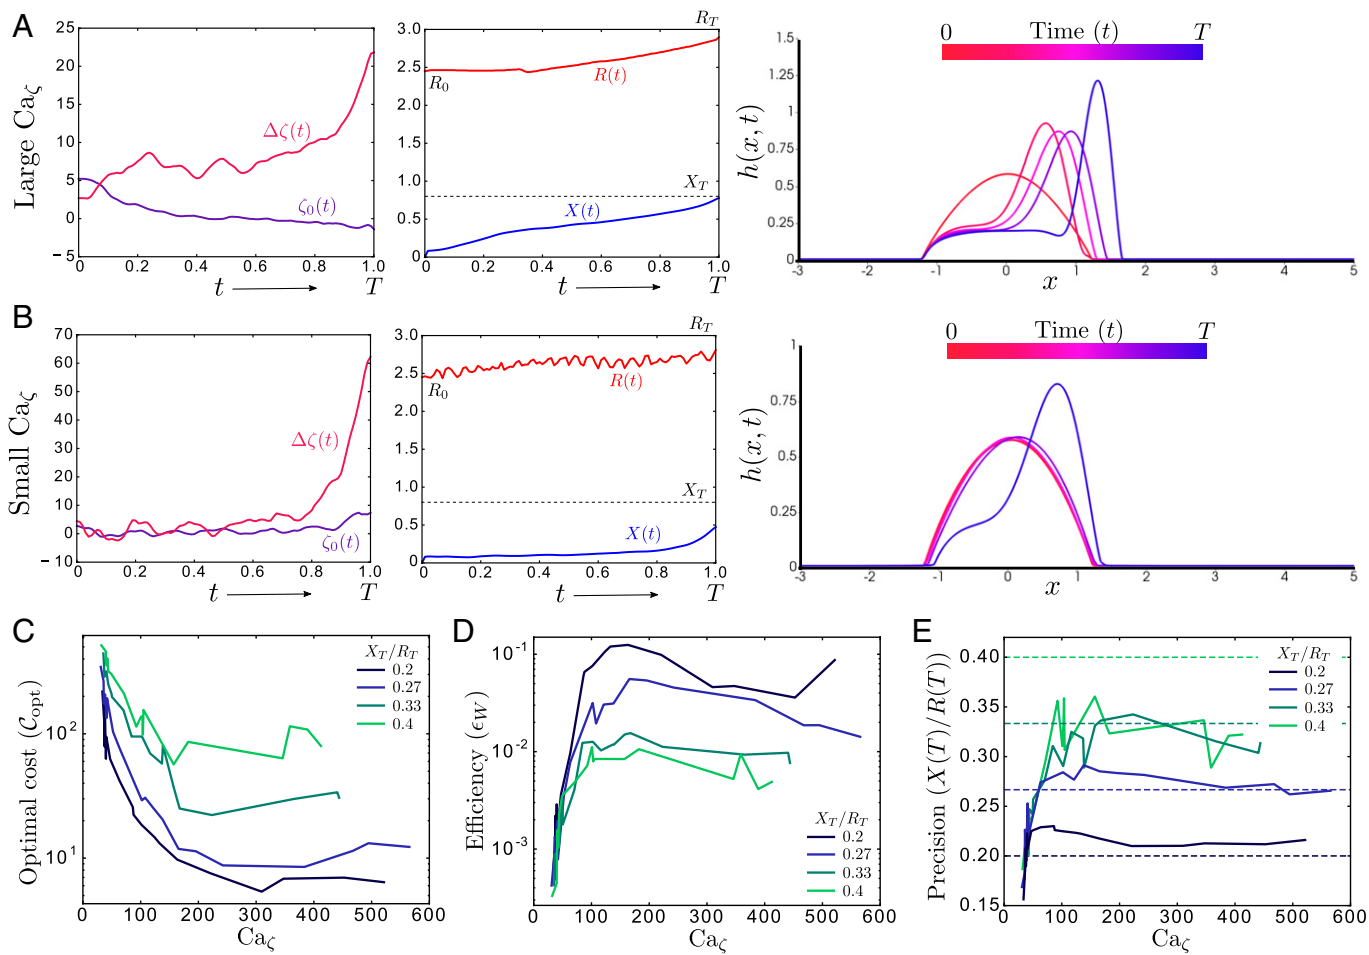 A
Large Ca_ζ
25
20
15
10
5
0
−5
0
0.2
0.4
0.6
0.8
1.0
Δζ(t)
ζ₀(t)
t
T
3.0
2.5
2.0
1.5
1.0
0.5
0
0
0.2
0.4
0.6
0.8
1.0
R_T
R₀
R(t)
X_T
X(t)
t
T
0
Time (t)
T
h(x, t)
1.5
1.25
1
0.75
0.5
0.25
0
-3
-2
-1
0
1
2
3
4
5
x
B
Small Ca_ζ
70
60
50
40
30
20
10
0
−10
0
0.2
0.4
0.6
0.8
1.0
Δζ(t)
ζ₀(t)
t
T
3.0
2.5
2.0
1.5
1.0
0.5
0
0
0.2
0.4
0.6
0.8
1.0
R_T
R₀
R(t)
X_T
X(t)
t
T
0
Time (t)
T
h(x, t)
1
0.75
0.5
0.25
0
-3
-2
-1
0
1
2
3
4
5
x
C
Optimal cost (𝒞_opt)
10²
10¹
0
100
200
300
400
500
600
Ca_ζ
X_T/R_T
0.2
0.27
0.33
0.4
D
Efficiency (ϵ_W)
10⁻¹
10⁻²
10⁻³
0
100
200
300
400
500
600
Ca_ζ
X_T/R_T
0.2
0.27
0.33
0.4
E
Precision (X(T)/R(T))
0.40
0.35
0.30
0.25
0.20
0.15
0
100
200
300
400
500
600
Ca_ζ
X_T/R_T
0.2
0.27
0.33
0.4